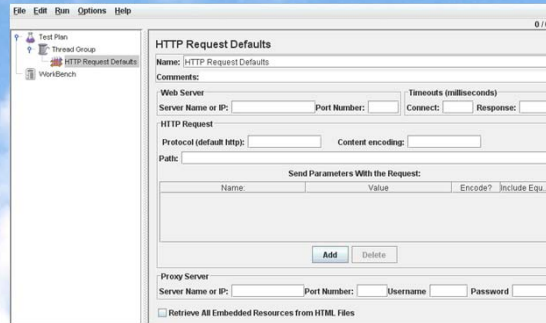 File Edit Run Options Help
0 /
Test Plan
Thread Group
HTTP Request Defaults
WorkBench
HTTP Request Defaults
Name: HTTP Request Defaults
Comments:
Web Server
Timeouts (milliseconds)
Server Name or IP: Port Number: Connect: Response:
HTTP Request
Protocol (default http): Content encoding:
Path:
Send Parameters With the Request:
Name: Value Encode? Include Equ..
Add Delete
Proxy Server
Server Name or IP: Port Number: Username Password
Retrieve All Embedded Resources from HTML Files